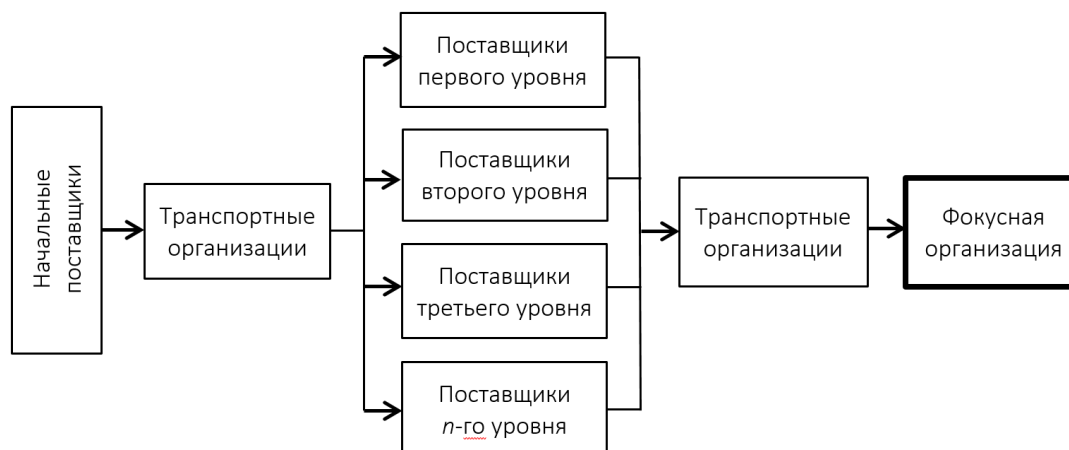 Начальные
поставщики
Транспортные
организации
Поставщики
первого уровня
Поставщики
второго уровня
Поставщики
третьего уровня
Поставщики
n-го уровня
Транспортные
организации
Фокусная
организация